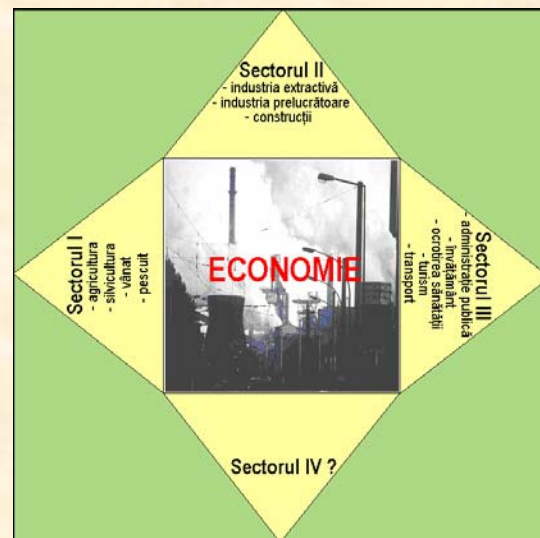 Sectorul II
- industria extractivă
- industria prelucrătoare
- construcții
Sectorul I
- agricultura
- silvicultura
- vânat
- pescuit
ECONOMIE
Sectorul III
- administrație publică
- învățământ
- ocrotirea sănătății
- turism
- transport
Sectorul IV ?